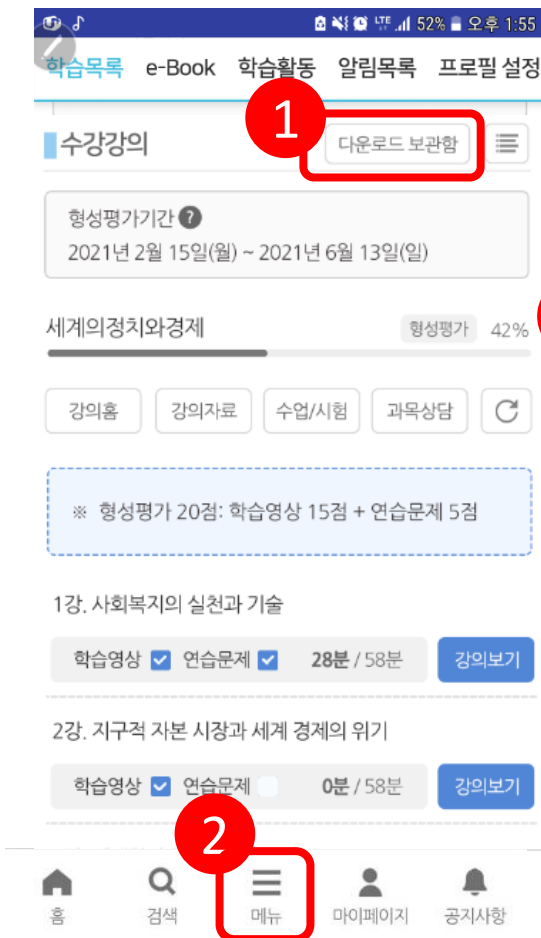 LTE 52% 오후 1:55
학습목록 e-Book 학습활동 알림목록 프로필 설정
1
수강강의 다운로드 보관함
형성평가기간 ?
2021년 2월 15일(월) ~ 2021년 6월 13일(일)
세계의정치와경제 형성평가 42%
강의홈 강의자료 수업/시험 과목상담
※ 형성평가 20점: 학습영상 15점 + 연습문제 5점
1강. 사회복지의 실천과 기술
학습영상 연습문제 28분 / 58분 강의보기
2강. 지구적 자본 시장과 세계 경제의 위기
학습영상 연습문제 0분 / 58분 강의보기
2
홈 검색 메뉴 마이페이지 공지사항